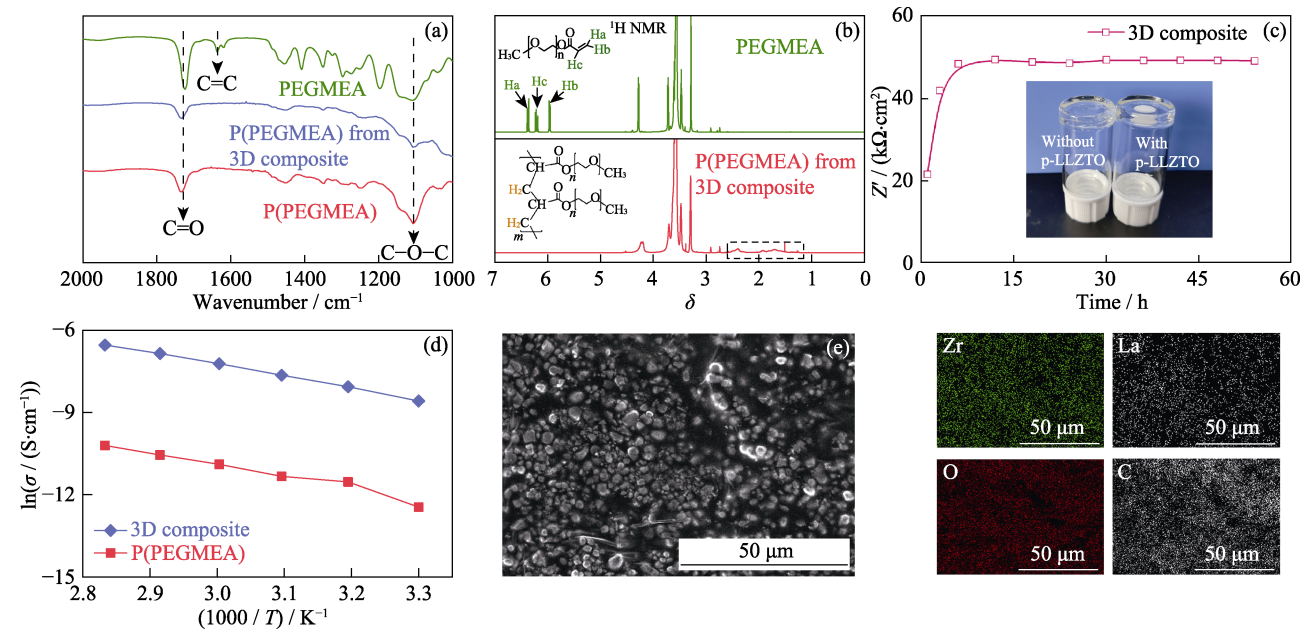 (a)
C=C
PEGMEA
P(PEGMEA) from
3D composite
P(PEGMEA)
C=O
C−O−C
2000 1800 1600 1400 1200 1000
Wavenumber / cm⁻¹
(b)
¹H NMR
PEGMEA
H₃C O n O O Ha Hb Hc
Ha Hc Hb
P(PEGMEA) from
3D composite
CH O O n O CH₃
H₂C
CH O O n O CH₃
H₂C
m
7 6 5 4 3 2 1 0
δ
(c)
3D composite
Z' / (kΩ·cm²)
60
40
20
0
Without
p-LLZTO
With
p-LLZTO
0 15 30 45 60
Time / h
(d)
ln(σ / (S·cm⁻¹))
−6
−9
−12
−15
3D composite
P(PEGMEA)
2.8 2.9 3.0 3.1 3.2 3.3
(1000 / T) / K⁻¹
(e)
50 μm
Zr
50 μm
La
50 μm
O
50 μm
C
50 μm